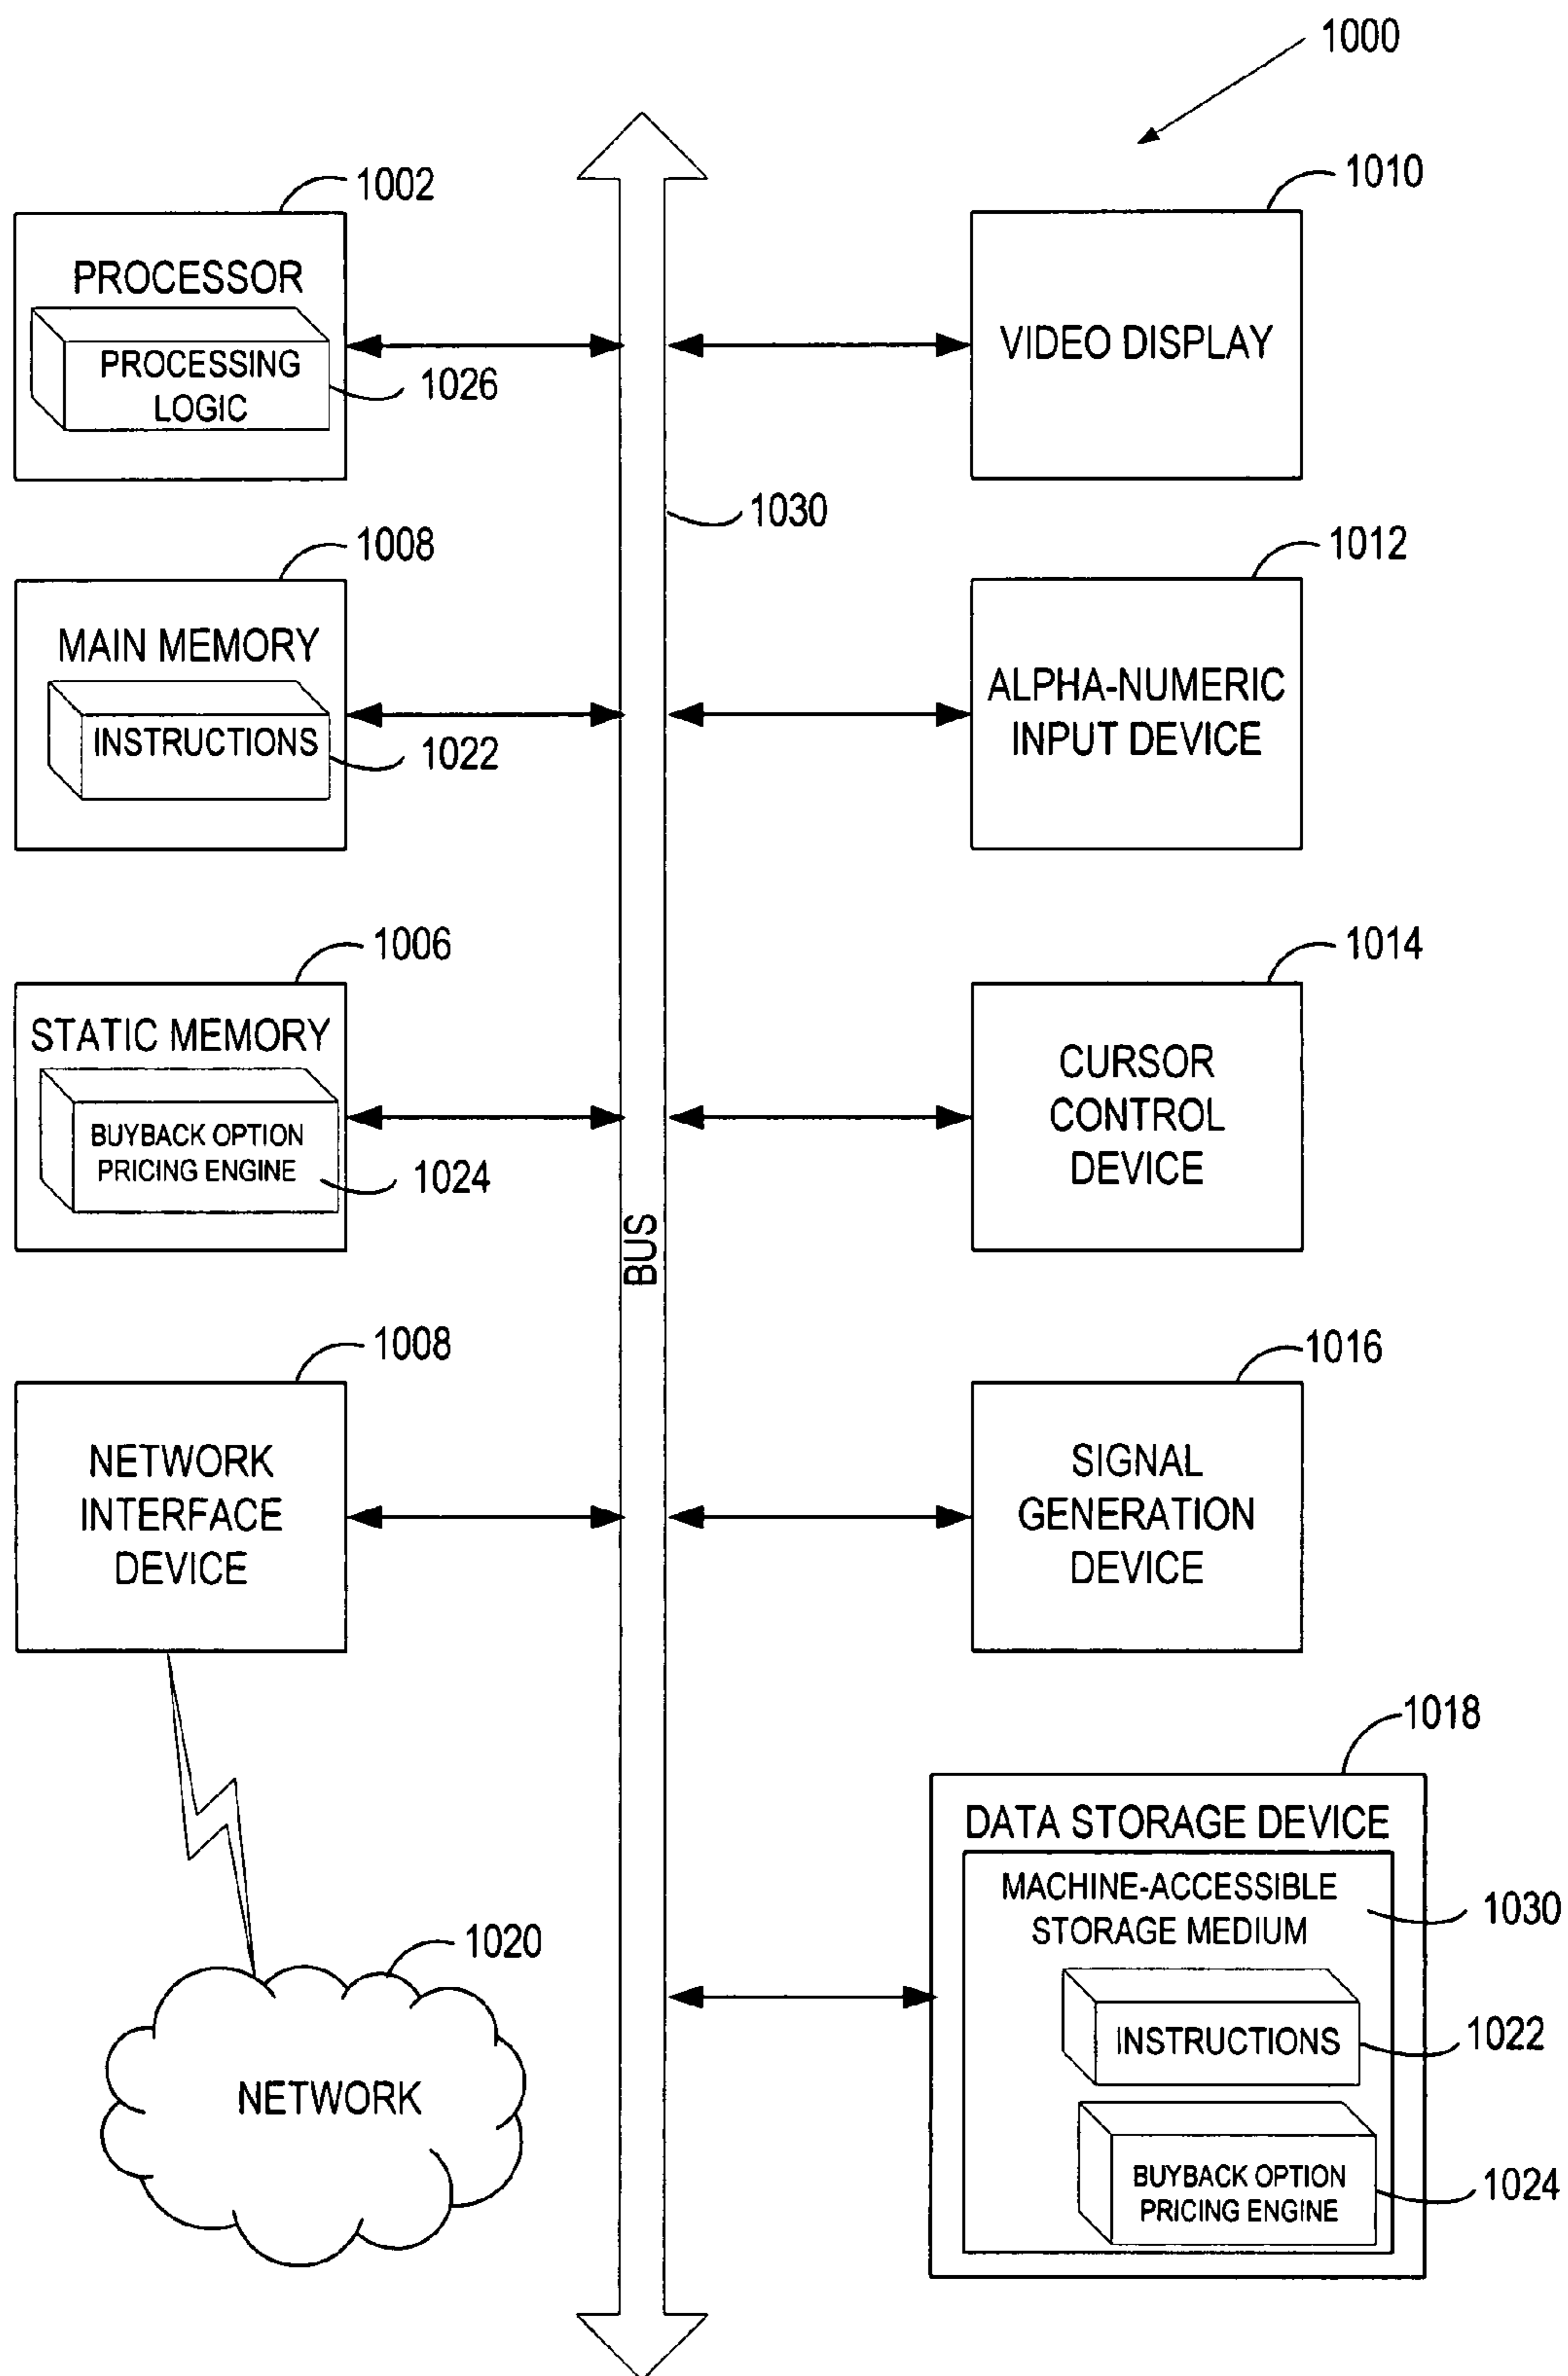 1000
1002
PROCESSOR
PROCESSING
LOGIC
1026
1010
VIDEO DISPLAY
1030
1008
MAIN MEMORY
INSTRUCTIONS
1022
1012
ALPHA-NUMERIC
INPUT DEVICE
1006
STATIC MEMORY
BUYBACK OPTION
PRICING ENGINE
1024
1014
CURSOR
CONTROL
DEVICE
BUS
1008
NETWORK
INTERFACE
DEVICE
1016
SIGNAL
GENERATION
DEVICE
1018
DATA STORAGE DEVICE
MACHINE-ACCESSIBLE
STORAGE MEDIUM
1030
INSTRUCTIONS
1022
BUYBACK OPTION
PRICING ENGINE
1024
1020
NETWORK